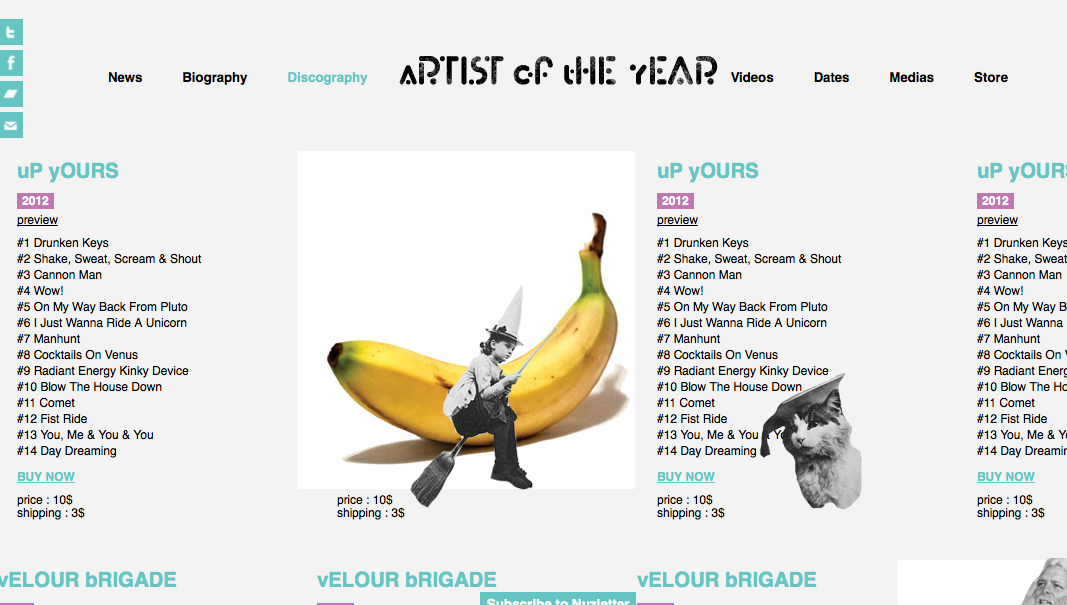 News
Biography
Discography
aRTIST oF tHE YEAR
Videos
Dates
Medias
Store
uP yOURS
2012
preview
#1 Drunken Keys
#2 Shake, Sweat, Scream & Shout
#3 Cannon Man
#4 Wow!
#5 On My Way Back From Pluto
#6 I Just Wanna Ride A Unicorn
#7 Manhunt
#8 Cocktails On Venus
#9 Radiant Energy Kinky Device
#10 Blow The House Down
#11 Comet
#12 Fist Ride
#13 You, Me & You & You
#14 Day Dreaming
BUY NOW
price : 10$
shipping : 3$
price : 10$
shipping : 3$
uP yOURS
2012
preview
#1 Drunken Keys
#2 Shake, Sweat, Scream & Shout
#3 Cannon Man
#4 Wow!
#5 On My Way Back From Pluto
#6 I Just Wanna Ride A Unicorn
#7 Manhunt
#8 Cocktails On Venus
#9 Radiant Energy Kinky Device
#10 Blow The House Down
#11 Comet
#12 Fist Ride
#13 You, Me & You &
#14 Day Dreaming
BUY NOW
price : 10$
shipping : 3$
uP yOURS
2012
preview
#1 Drunken Keys
#2 Shake, Sweat
#3 Cannon Man
#4 Wow!
#5 On My Way
#6 I Just Wanna
#7 Manhunt
#8 Cocktails On
#9 Radiant
#10 Blow The
#11 Comet
#12 Fist Ride
#13 You, Me &
#14 Day
BUY NOW
price : 10$
shipping : 3$
vELOUR bRIGADE
vELOUR bRIGADE
vELOUR bRIGADE
Subscribe to Nuzletter